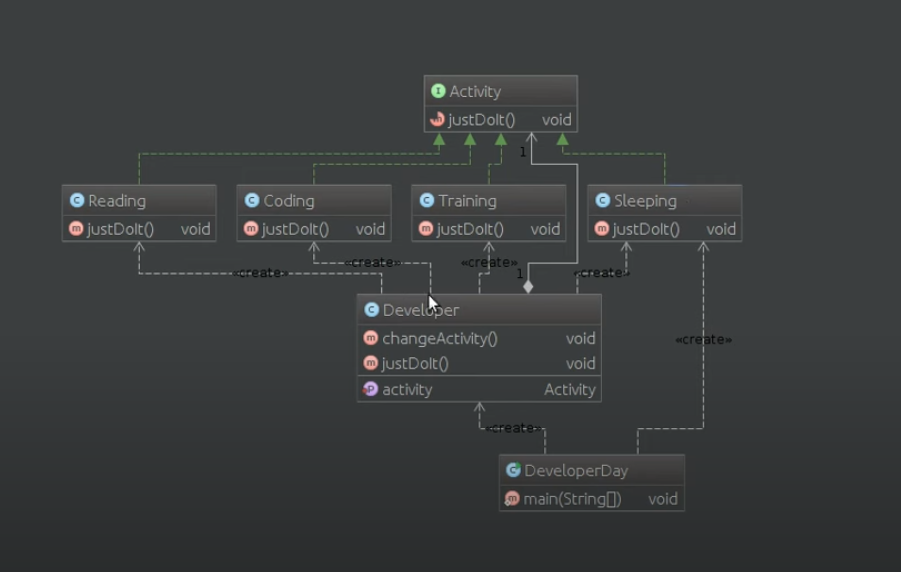 I Activity
m justDoIt() void
1
C Reading
C Coding
C Training
C Sleeping
m justDoIt() void
m justDoIt() void
m justDoIt() void
m justDoIt() void
«create»
«create»
«create»
1
«create»
C Developer
m changeActivity() void
m justDoIt() void
P activity Activity
«create»
«create»
C DeveloperDay
m main(String[]) void